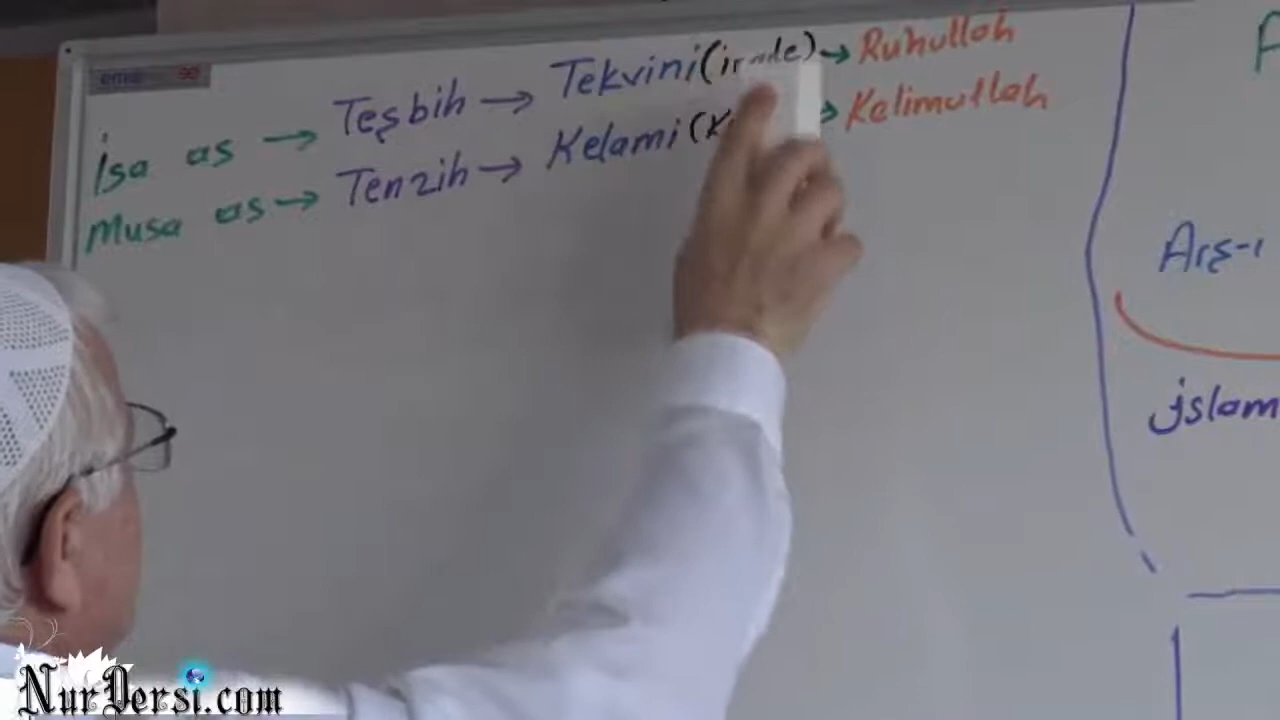 İsa as → Teşbih → Tekvini (irade) → Ruhullah
Musa as → Tenzih → Kelami (K → Kelimullah
Arş-ı
İslam
NurDersi.com